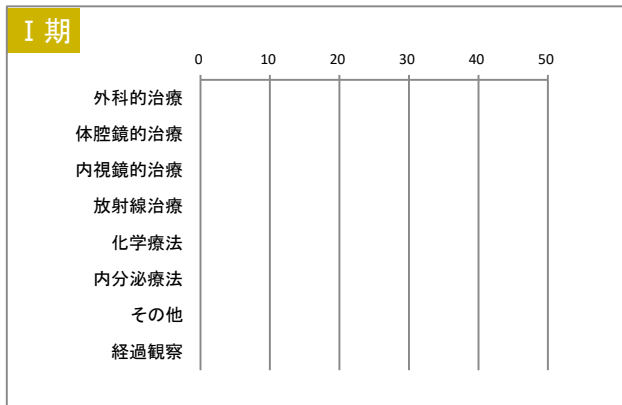 Ⅰ期
0 10 20 30 40 50
外科的治療
体腔鏡的治療
内視鏡的治療
放射線治療
化学療法
内分泌療法
その他
経過観察